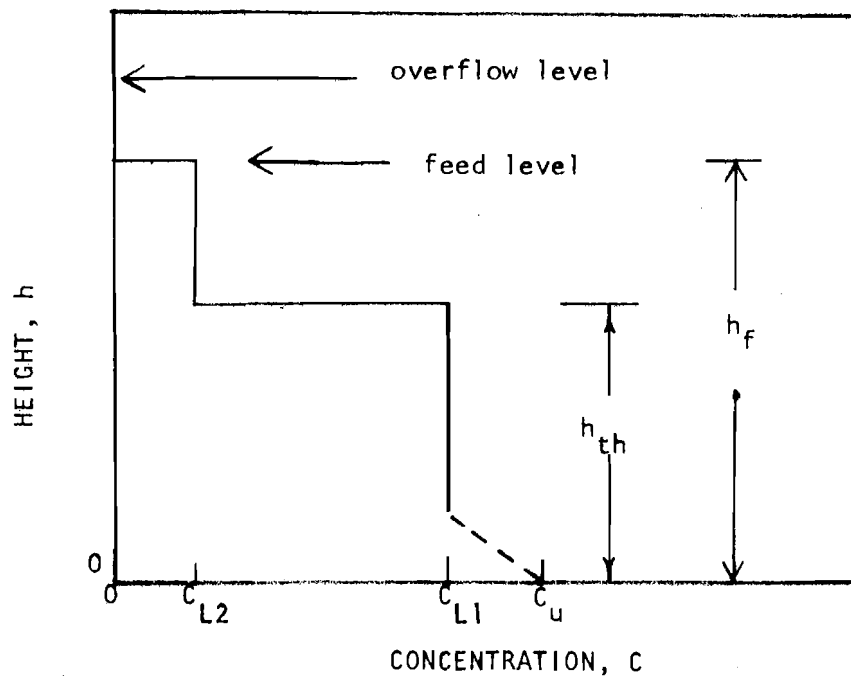 overflow level
feed level
HEIGHT, h
h_f
h_th
0
0
C_L2
C_L1
C_u
CONCENTRATION, C